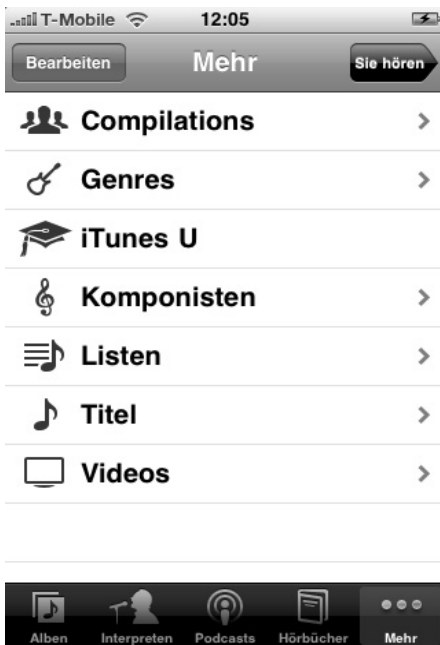 T-Mobile 12:05
Bearbeiten Mehr Sie hören
Compilations
Genres
iTunes U
Komponisten
Listen
Titel
Videos
Alben Interpreten Podcasts Hörbücher Mehr